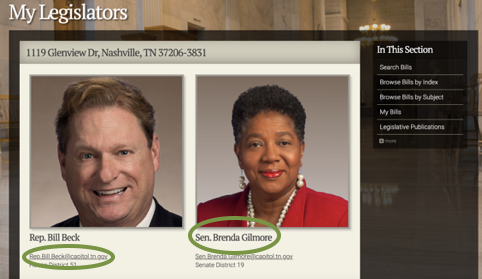 My Legislators
1119 Glenview Dr, Nashville, TN 37206-3831
In This Section
Search Bills
Browse Bills by Index
Browse Bills by Subject
My Bills
Legislative Publications
more
Rep. Bill Beck
Sen. Brenda Gilmore
Rep.Bill.Beck@capitol.tn.gov
Sen.Brenda.Gilmore@capitol.tn.gov
House District 51
Senate District 19